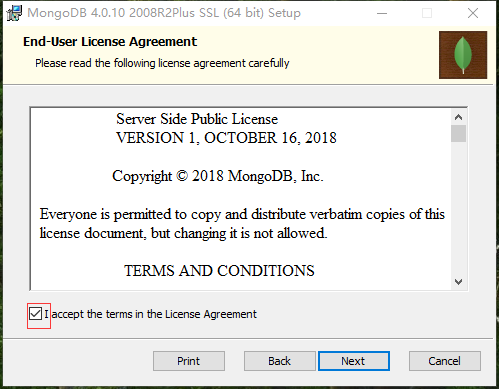 MongoDB 4.0.10 2008R2Plus SSL (64 bit) Setup
End-User License Agreement
Please read the following license agreement carefully
Server Side Public License
VERSION 1, OCTOBER 16, 2018
Copyright © 2018 MongoDB, Inc.
Everyone is permitted to copy and distribute verbatim copies of this
license document, but changing it is not allowed.
TERMS AND CONDITIONS
I accept the terms in the License Agreement
Print Back Next Cancel